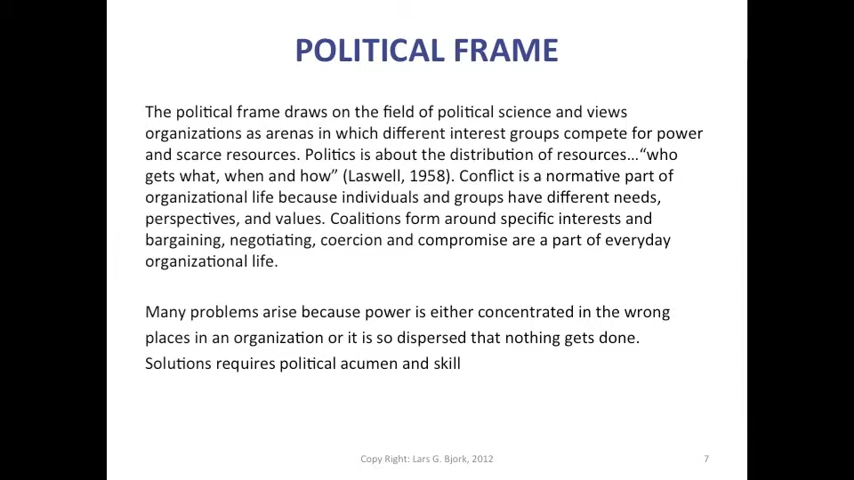 POLITICAL FRAME
The political frame draws on the field of political science and views
organizations as arenas in which different interest groups compete for power
and scarce resources. Politics is about the distribution of resources…“who
gets what, when and how” (Laswell, 1958). Conflict is a normative part of
organizational life because individuals and groups have different needs,
perspectives, and values. Coalitions form around specific interests and
bargaining, negotiating, coercion and compromise are a part of everyday
organizational life.
Many problems arise because power is either concentrated in the wrong
places in an organization or it is so dispersed that nothing gets done.
Solutions requires political acumen and skill
Copy Right: Lars G. Bjork, 2012
7